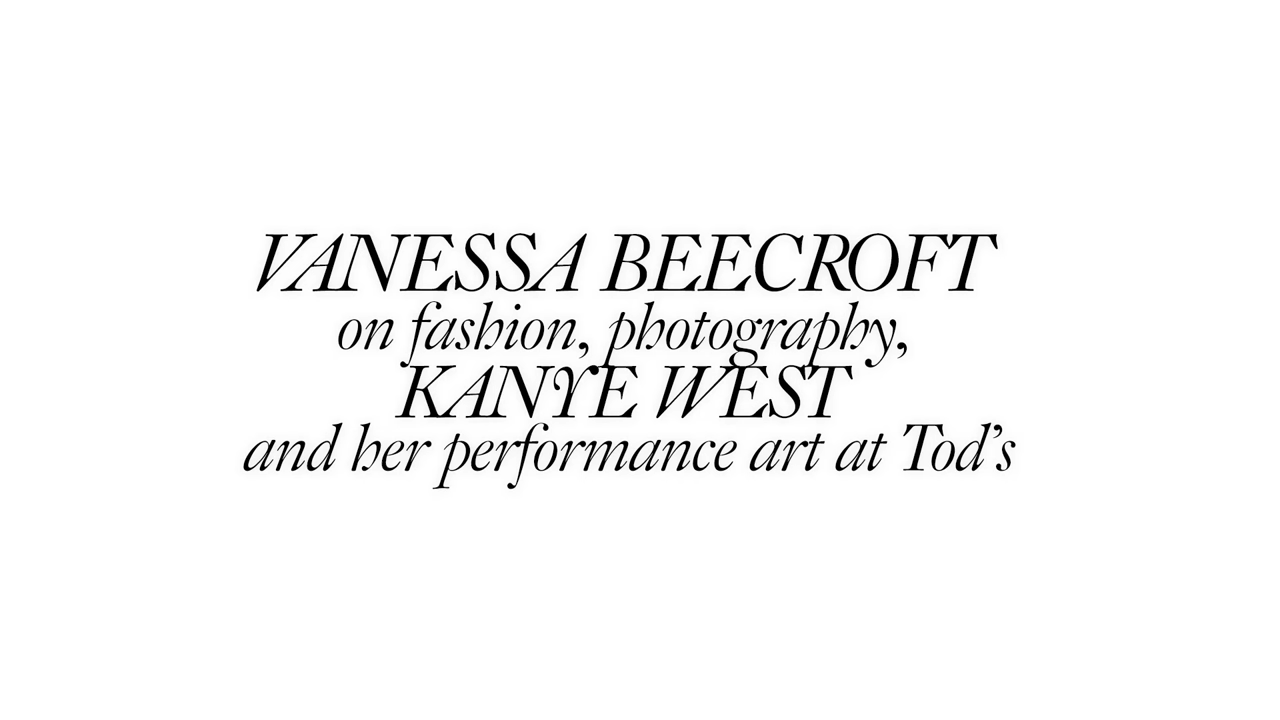 VANESSA BEECROFT
on fashion, photography,
KANYE WEST
and her performance art at Tod’s